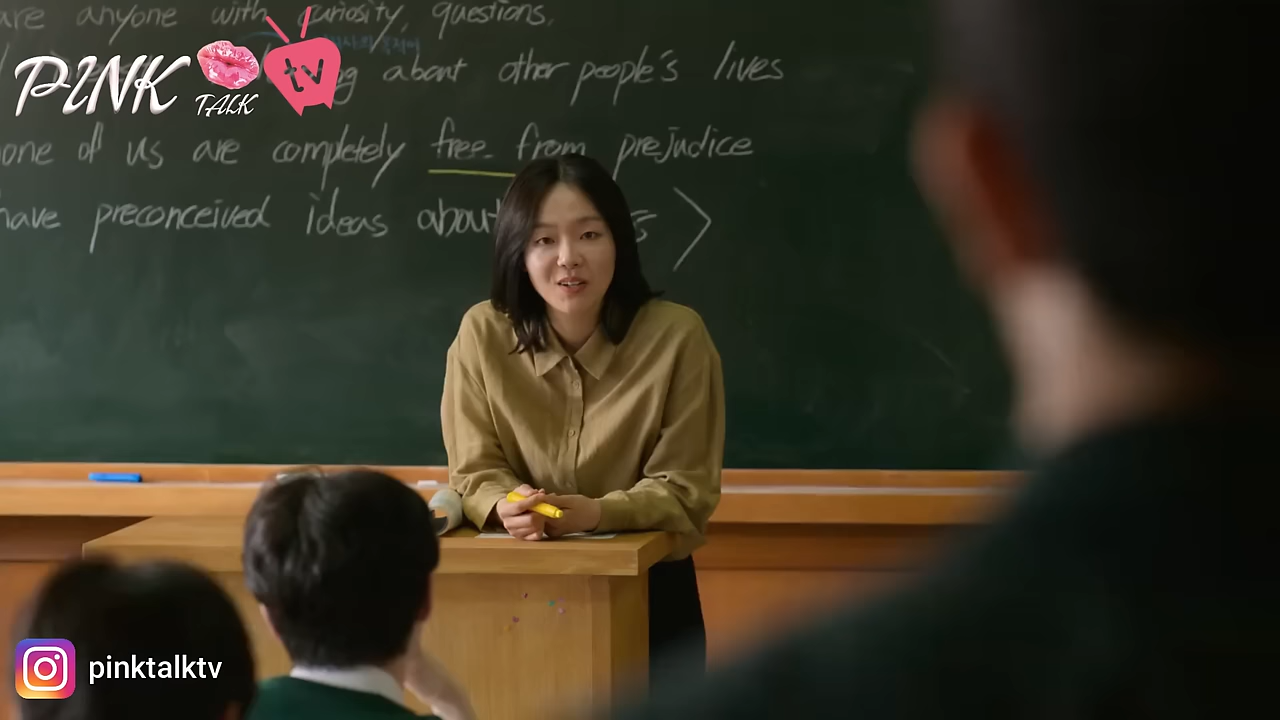 are anyone with curiosity, questions,
about other people's lives
none of us are completely free from prejudice
have preconceived ideas about
PINK TALK tv
pinktalktv